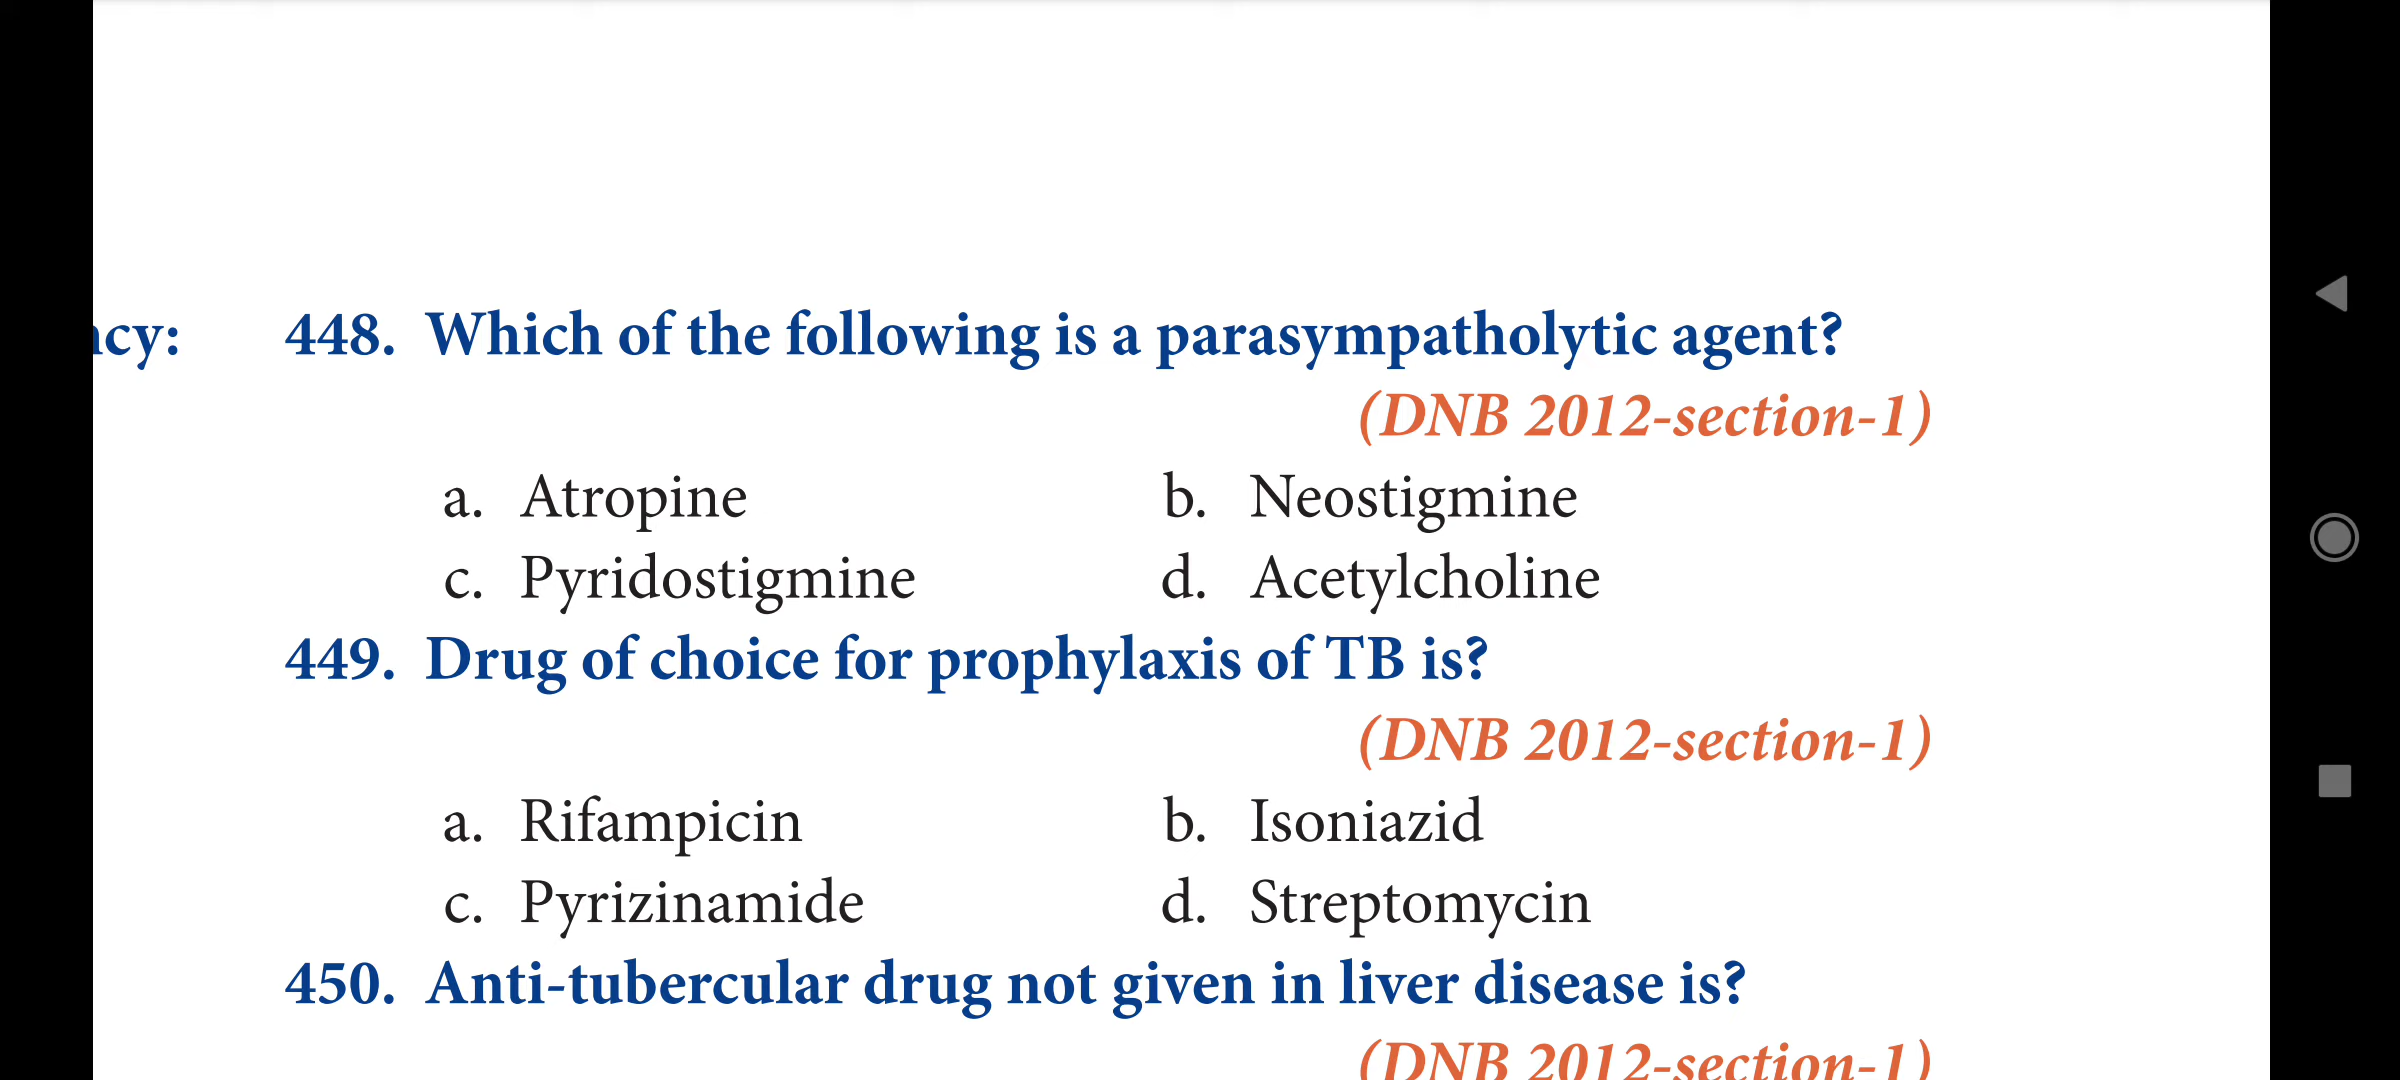 cy:
448. Which of the following is a parasympatholytic agent?
(DNB 2012-section-1)
a. Atropine b. Neostigmine
c. Pyridostigmine d. Acetylcholine
449. Drug of choice for prophylaxis of TB is?
(DNB 2012-section-1)
a. Rifampicin b. Isoniazid
c. Pyrizinamide d. Streptomycin
450. Anti-tubercular drug not given in liver disease is?
(DNB 2012-section-1)